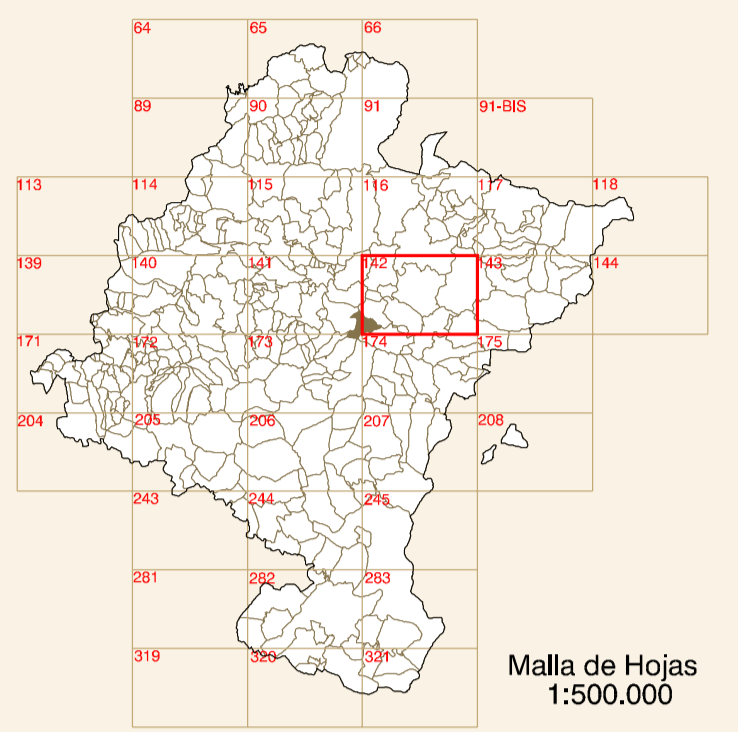 64 65 66
89 90 91 91-BIS
113 114 115 116 117 118
139 140 141 142 143 144
171 172 173 174 175
204 205 206 207 208
243 244 245
281 282 283
319 320 321
Malla de Hojas
1:500.000